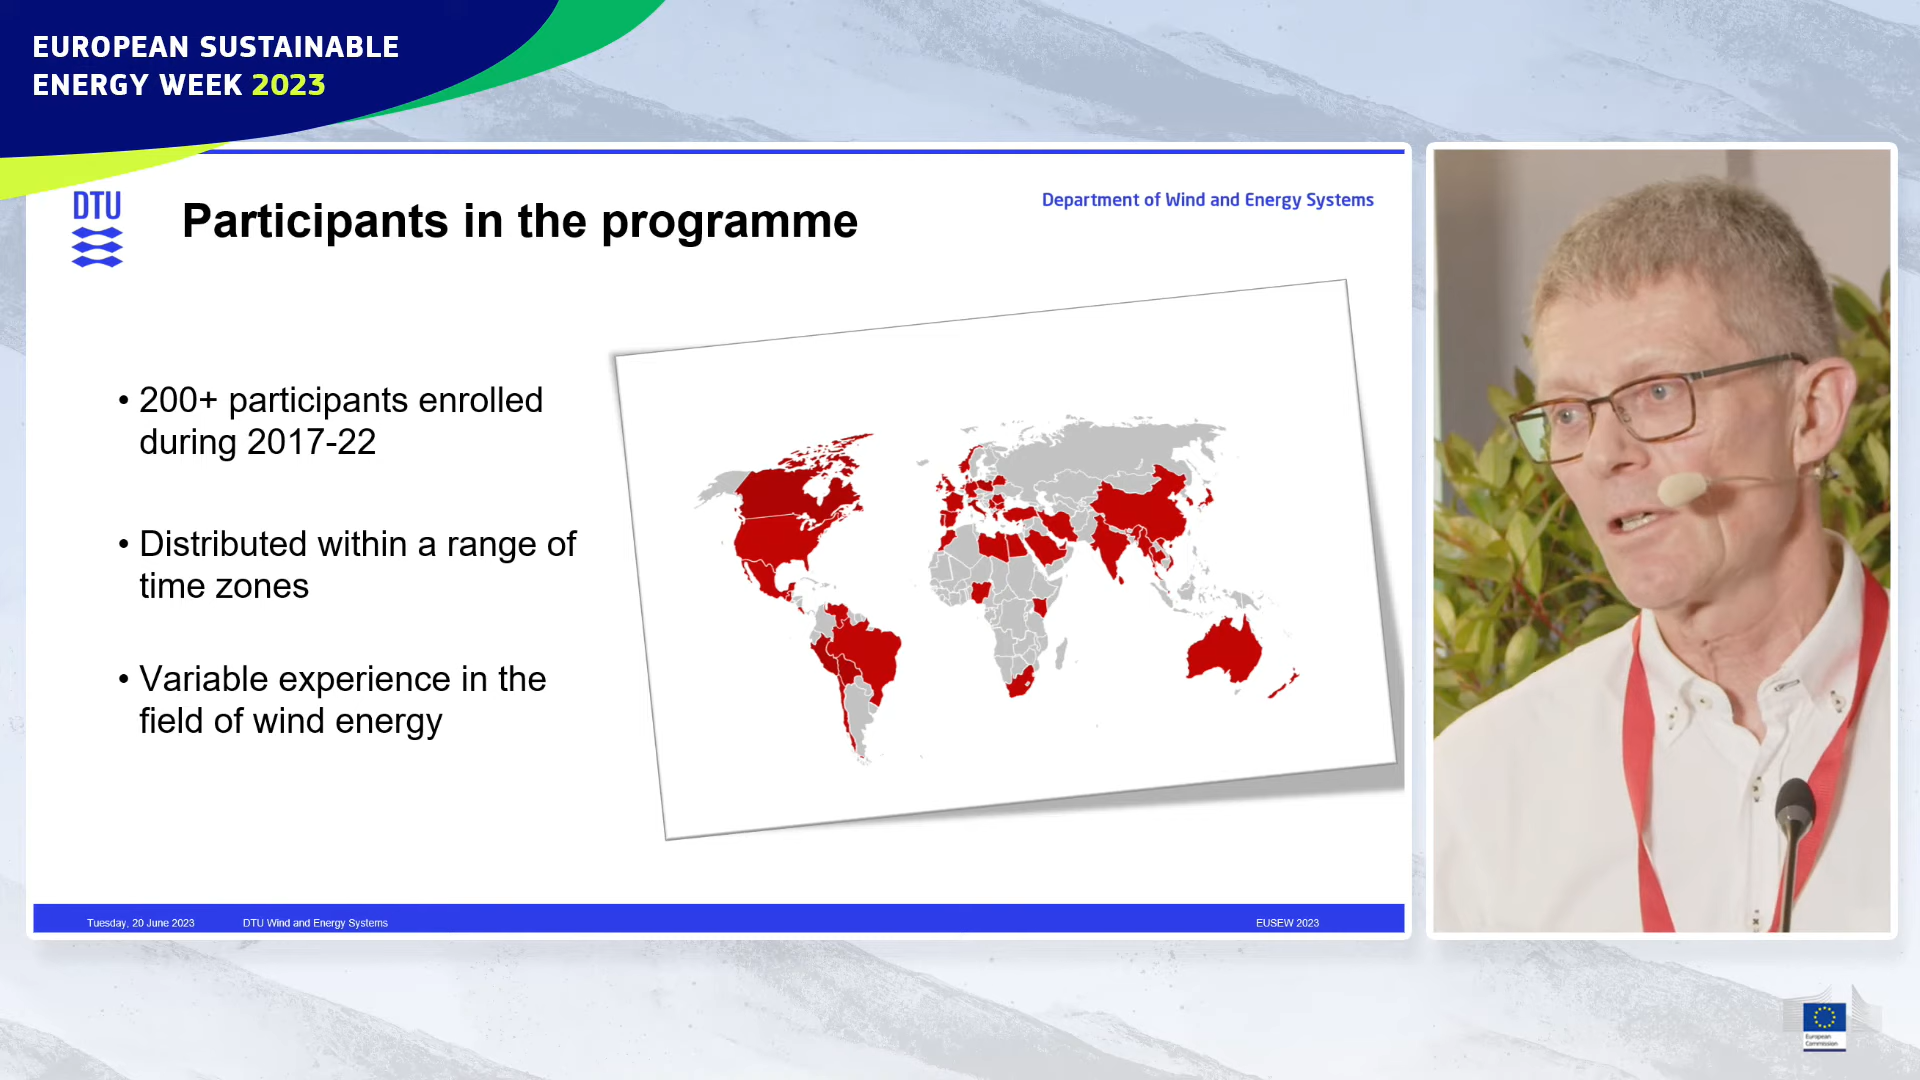 EUROPEAN SUSTAINABLE
ENERGY WEEK 2023
DTU
Participants in the programme
Department of Wind and Energy Systems
• 200+ participants enrolled
during 2017-22
• Distributed within a range of
time zones
• Variable experience in the
field of wind energy
Tuesday, 20 June 2023
DTU Wind and Energy Systems
EUSEW 2023
European
Commission